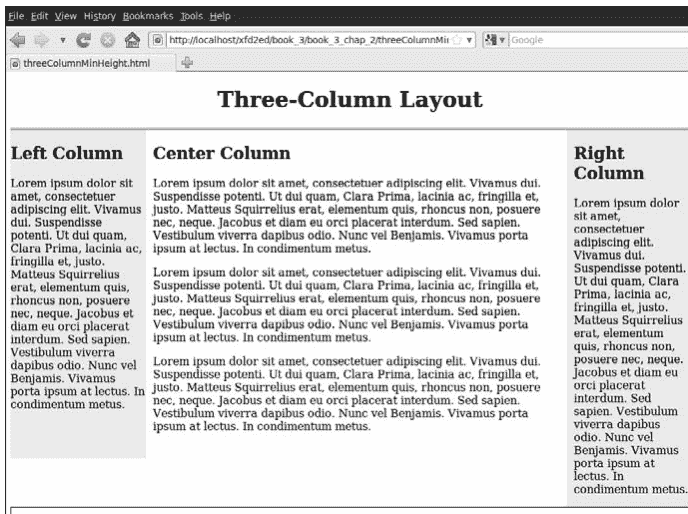 File Edit View History Bookmarks Tools Help
http://localhost/xfd2ed/book_3/book_3_chap_2/threeColumnMi
Google
threeColumnMinHeight.html
Three-Column Layout
Left Column
Lorem ipsum dolor sit
amet, consectetuer
adipiscing elit. Vivamus
dui. Suspendisse
potenti. Ut dui quam,
Clara Prima, lacinia ac,
fringilla et, justo.
Matteus Squirrelius
erat, elementum quis,
rhoncus non, posuere
nec, neque. Jacobus et
diam eu orci placerat
interdum. Sed sapien.
Vestibulum viverra
dapibus odio. Nunc vel
Benjamis. Vivamus
porta ipsum at lectus. In
condimentum metus.
Center Column
Lorem ipsum dolor sit amet, consectetuer adipiscing elit. Vivamus dui.
Suspendisse potenti. Ut dui quam, Clara Prima, lacinia ac, fringilla et,
justo. Matteus Squirrelius erat, elementum quis, rhoncus non, posuere
nec, neque. Jacobus et diam eu orci placerat interdum. Sed sapien.
Vestibulum viverra dapibus odio. Nunc vel Benjamis. Vivamus porta
ipsum at lectus. In condimentum metus.
Lorem ipsum dolor sit amet, consectetuer adipiscing elit. Vivamus dui.
Suspendisse potenti. Ut dui quam, Clara Prima, lacinia ac, fringilla et,
justo. Matteus Squirrelius erat, elementum quis, rhoncus non, posuere
nec, neque. Jacobus et diam eu orci placerat interdum. Sed sapien.
Vestibulum viverra dapibus odio. Nunc vel Benjamis. Vivamus porta
ipsum at lectus. In condimentum metus.
Lorem ipsum dolor sit amet, consectetuer adipiscing elit. Vivamus dui.
Suspendisse potenti. Ut dui quam, Clara Prima, lacinia ac, fringilla et,
justo. Matteus Squirrelius erat, elementum quis, rhoncus non, posuere
nec, neque. Jacobus et diam eu orci placerat interdum. Sed sapien.
Vestibulum viverra dapibus odio. Nunc vel Benjamis. Vivamus porta
ipsum at lectus. In condimentum metus.
Right
Column
Lorem ipsum dolor
sit amet,
consectetuer
adipiscing elit.
Vivamus dui.
Suspendisse potenti.
Ut dui quam, Clara
Prima, lacinia ac,
fringilla et, justo.
Matteus Squirrelius
erat, elementum
quis, rhoncus non,
posuere nec, neque.
Jacobus et diam eu
orci placerat
interdum. Sed
sapien. Vestibulum
viverra dapibus
odio. Nunc vel
Benjamis. Vivamus
porta ipsum at
lectus. In
condimentum metus.